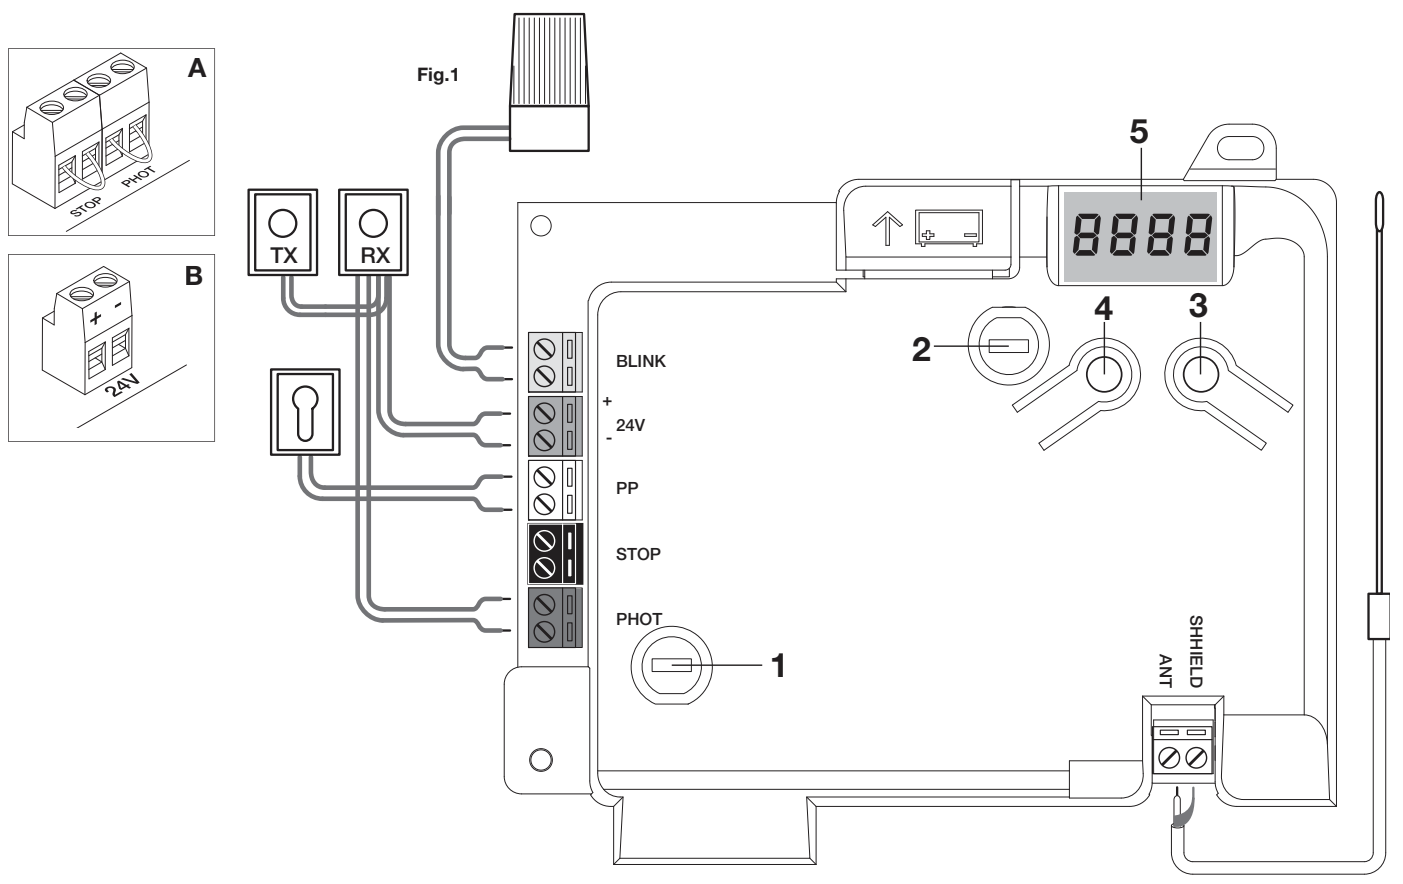 Fig.1
A
STOP
PHOT
B
+ -
24V
TX
RX
+ -
8888
5
4
3
2
BLINK
+
24V
-
PP
STOP
PHOT
1
ANT
SHHIELD